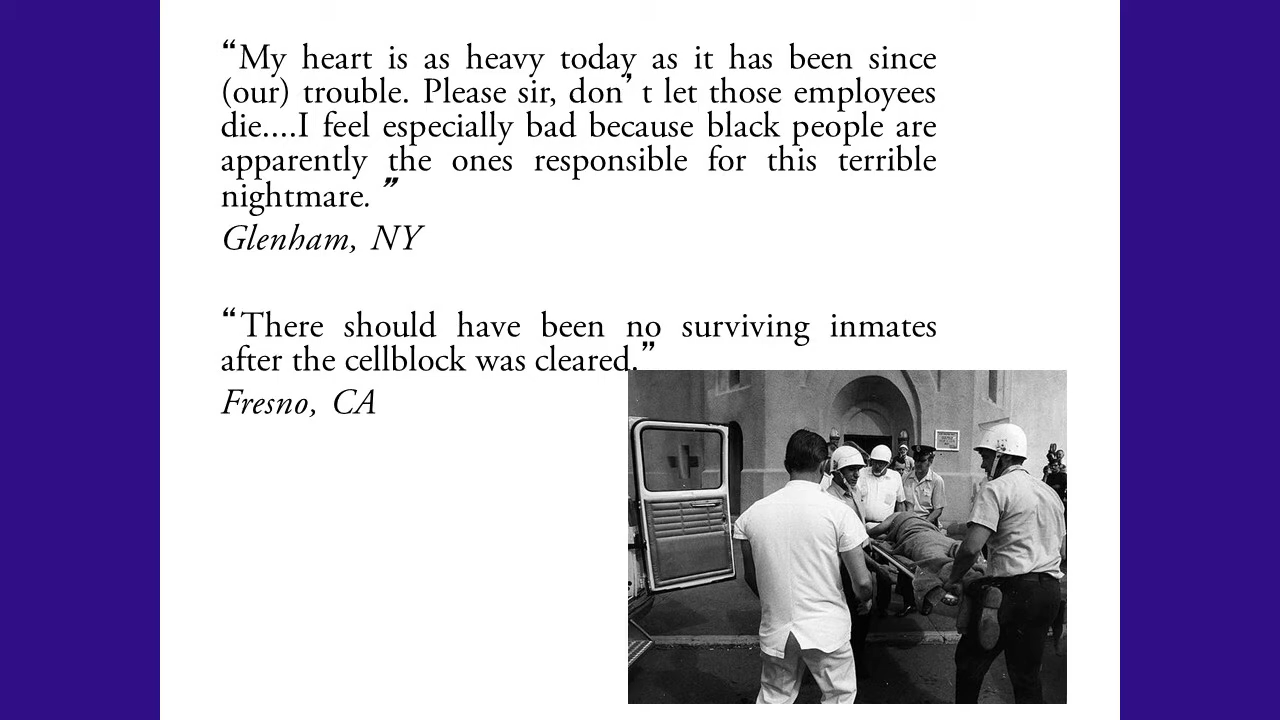 “My heart is as heavy today as it has been since
(our) trouble. Please sir, don’t let those employees
die....I feel especially bad because black people are
apparently the ones responsible for this terrible
nightmare.”
Glenham, NY
“There should have been no surviving inmates
after the cellblock was cleared.”
Fresno, CA